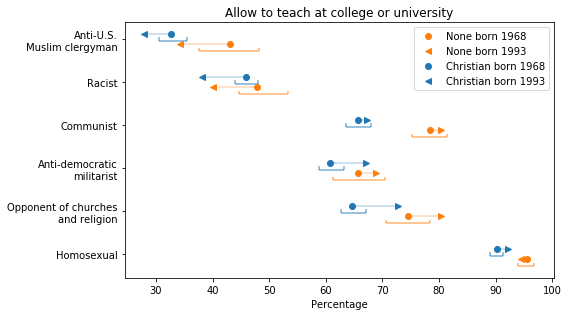 Allow to teach at college or university
None born 1968
None born 1993
Christian born 1968
Christian born 1993
Anti-U.S.
Muslim clergyman
Racist
Communist
Anti-democratic
militarist
Opponent of churches
and religion
Homosexual
30 40 50 60 70 80 90 100
Percentage